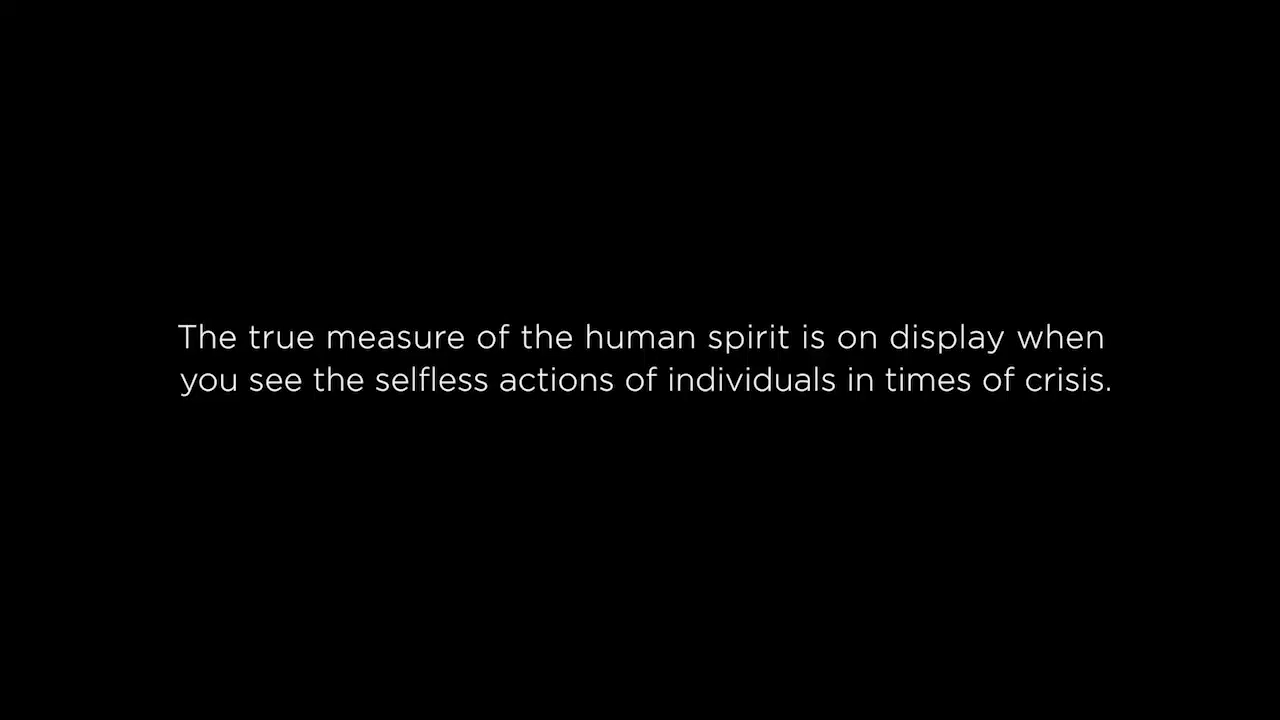 The true measure of the human spirit is on display when
you see the selfless actions of individuals in times of crisis.